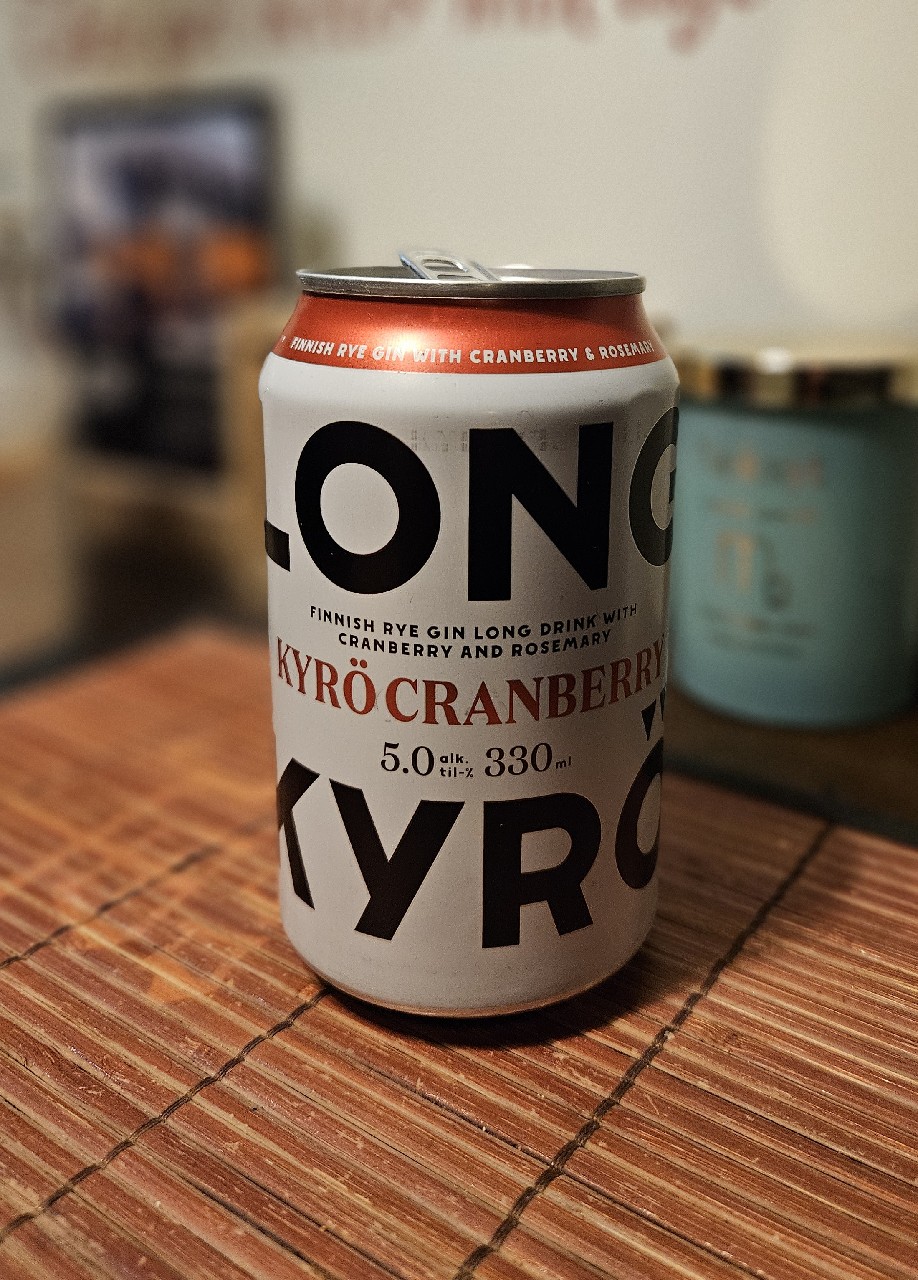 FINNISH RYE GIN WITH CRANBERRY & ROSEMARY
LONG
FINNISH RYE GIN LONG DRINK WITH
CRANBERRY AND ROSEMARY
KYRÖ CRANBERRY
5.0 alk. til-% 330 ml
KYRÖ